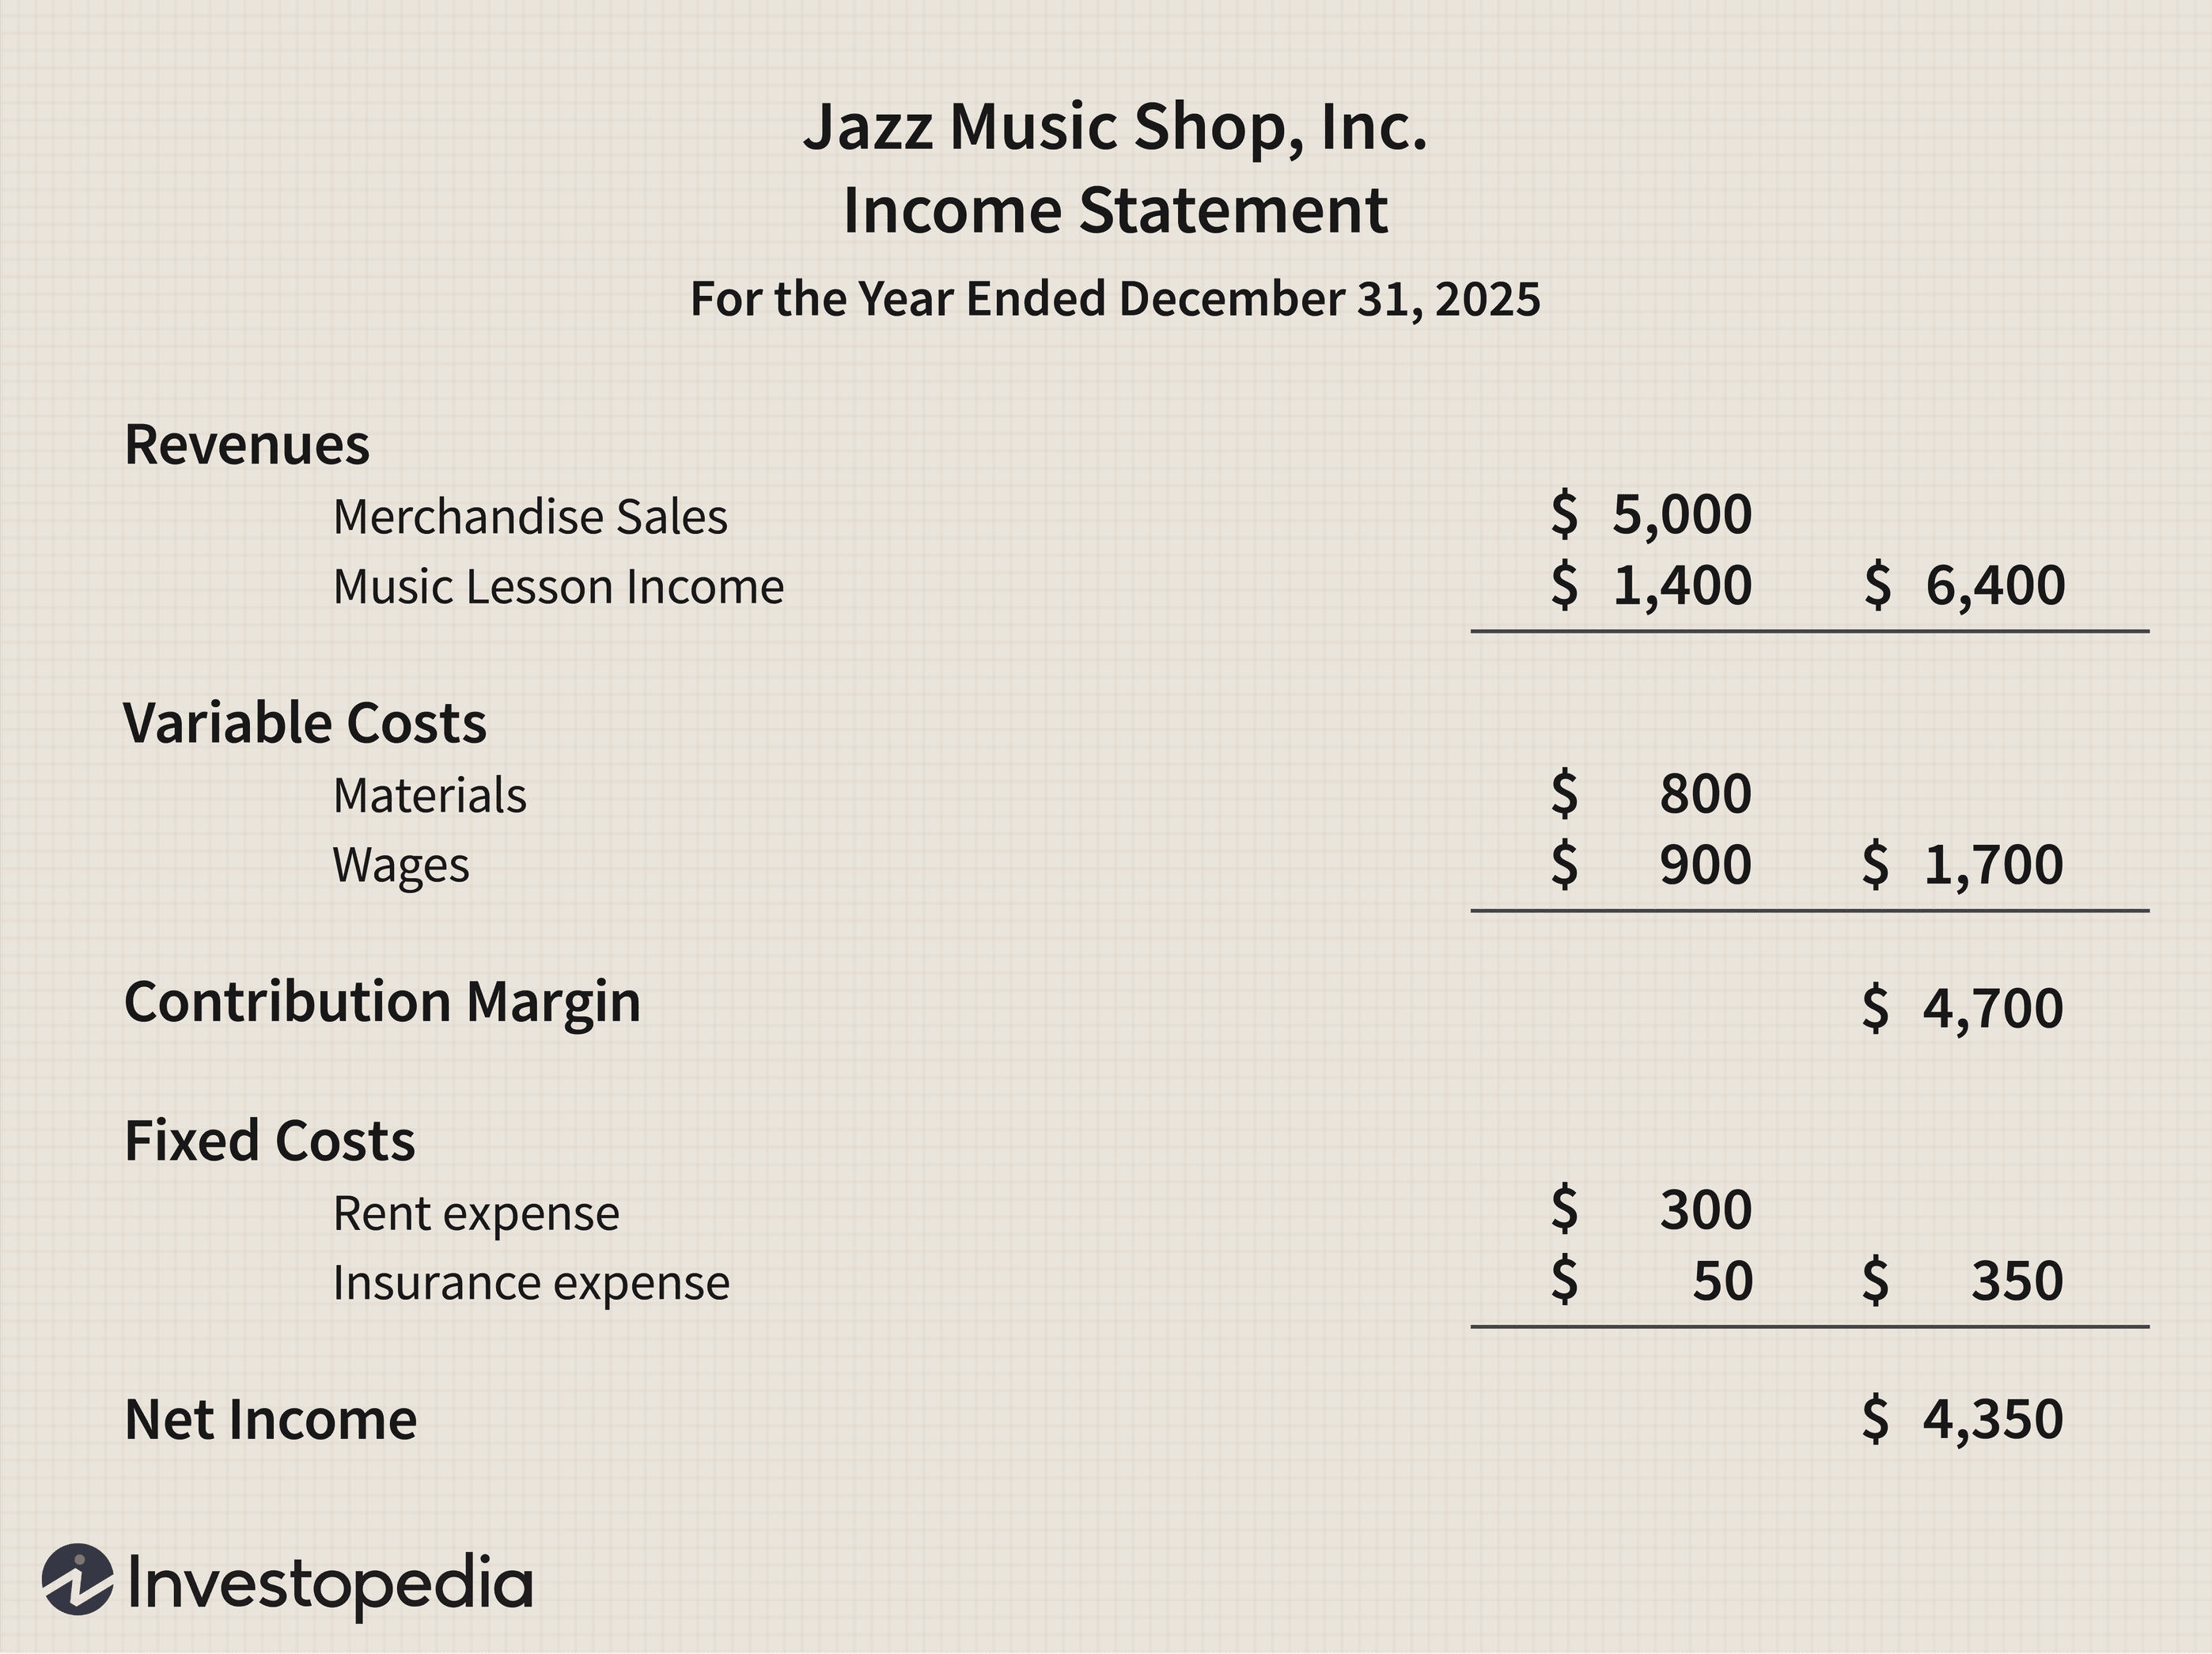 Jazz Music Shop, Inc.
Income Statement
For the Year Ended December 31, 2025
Revenues
Merchandise Sales $ 5,000
Music Lesson Income $ 1,400 $ 6,400
Variable Costs
Materials $ 800
Wages $ 900 $ 1,700
Contribution Margin $ 4,700
Fixed Costs
Rent expense $ 300
Insurance expense $ 50 $ 350
Net Income $ 4,350
Investopedia